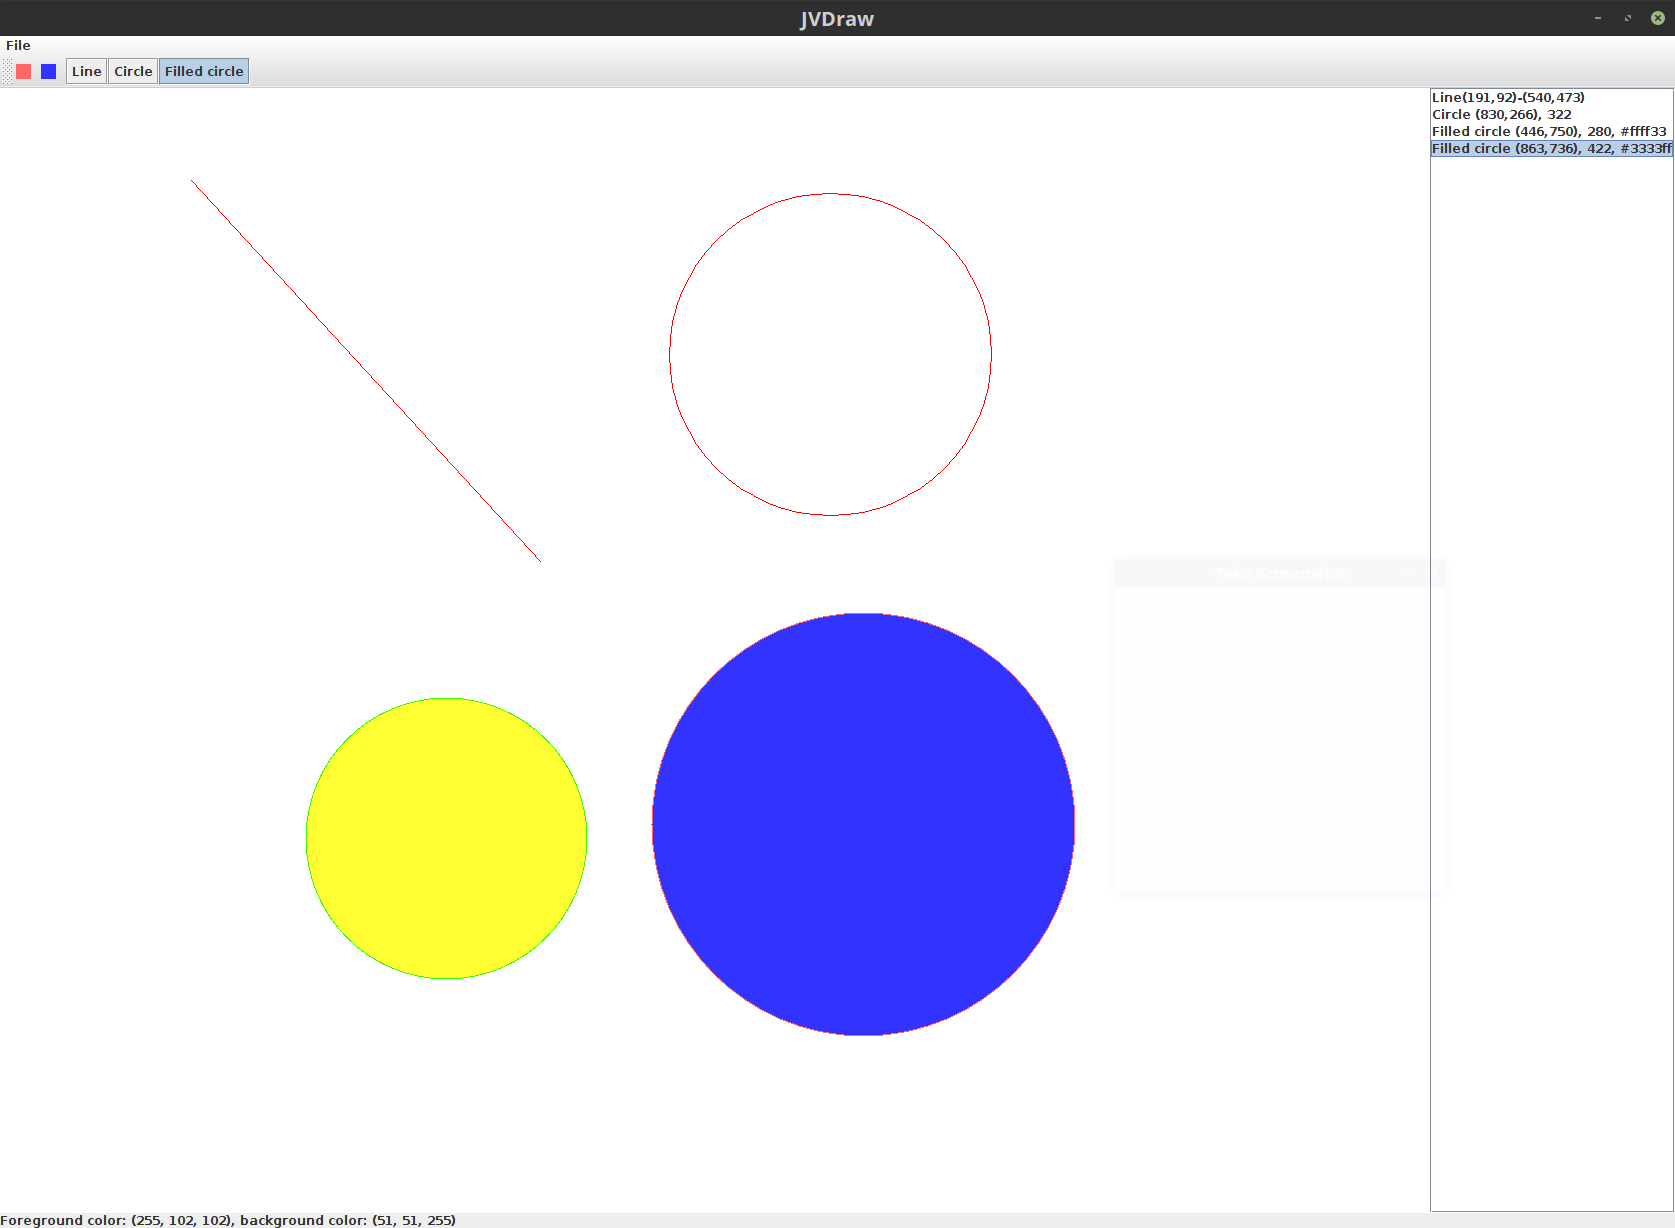 JVDraw
File
Line Circle Filled circle
Line(191,92)-(540,473)
Circle (830,266), 322
Filled circle (446,750), 280, #ffff33
Filled circle (863,736), 422, #3333ff
Take Screenshot
Foreground color: (255, 102, 102), background color: (51, 51, 255)